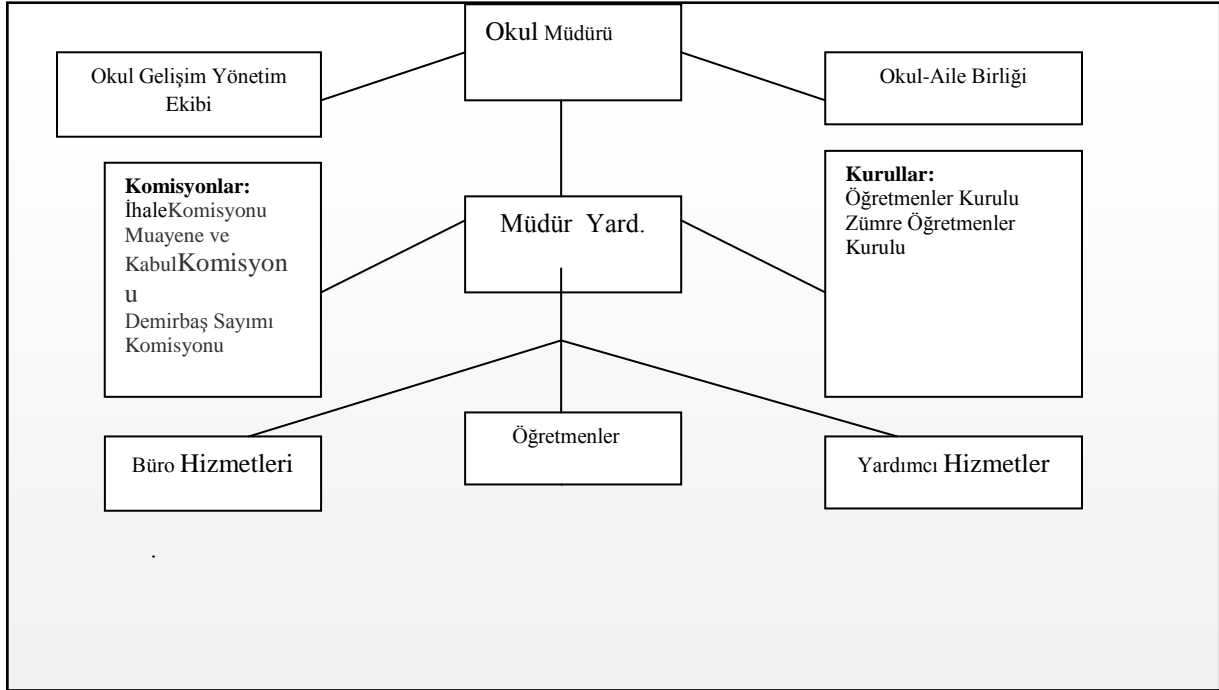 Okul Müdürü
Okul Gelişim Yönetim
Ekibi
Okul-Aile Birliği
Komisyonlar:
İhaleKomisyonu
Muayene ve
KabulKomisyon
u
Demirbaş Sayımı
Komisyonu
Müdür Yard.
Kurullar:
Öğretmenler Kurulu
Zümre Öğretmenler
Kurulu
Büro Hizmetleri
Öğretmenler
Yardımcı Hizmetler
.